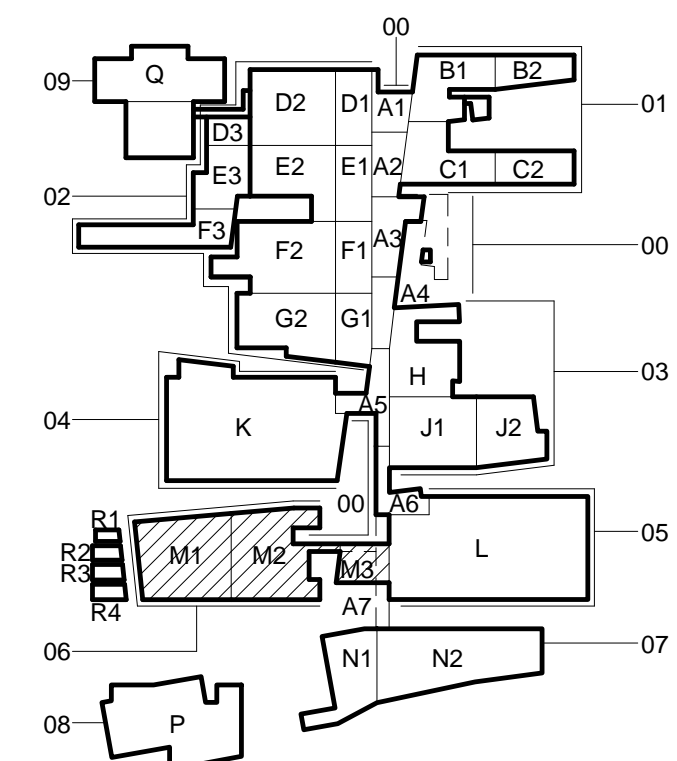 00
B1 B2
09 Q
D2 D1 A1
01
D3
E2 E1 A2
C1 C2
E3
02
F3
F2 F1 A3
00
A4
G2 G1
H
03
A5
04 K J1 J2
00 A6
R1
R2 M1 M2
R3 M3
L 05
R4
A7
06
N1 N2 07
08 P